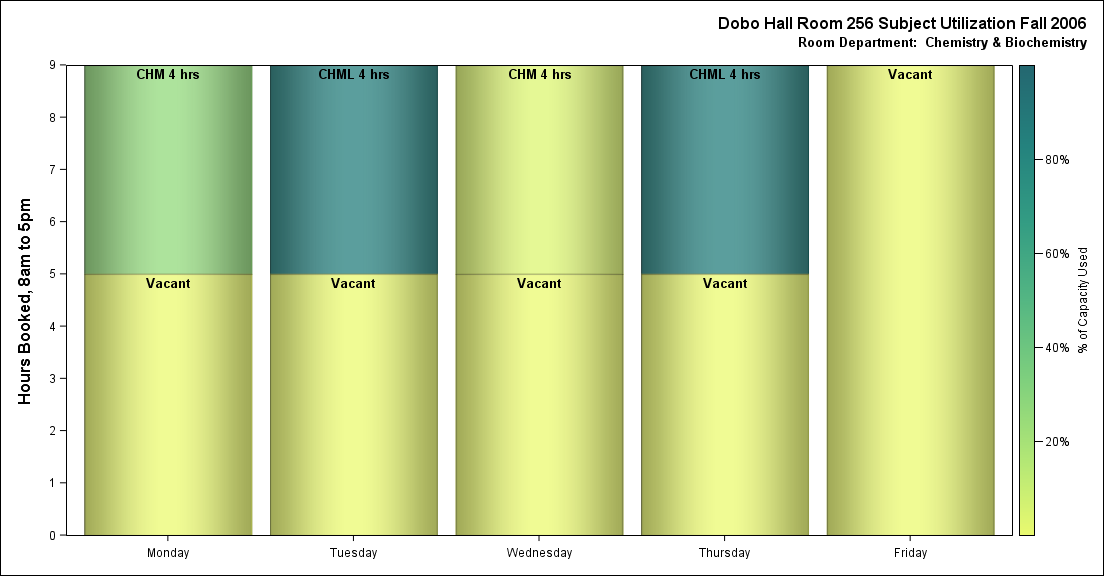 Dobo Hall Room 256 Subject Utilization Fall 2006
Room Department:  Chemistry & Biochemistry
Hours Booked, 8am to 5pm
9
8
7
6
5
4
3
2
1
0
CHM 4 hrs
CHML 4 hrs
CHM 4 hrs
CHML 4 hrs
Vacant
Vacant
Vacant
Vacant
Vacant
Monday
Tuesday
Wednesday
Thursday
Friday
80%
60%
40%
20%
% of Capacity Used